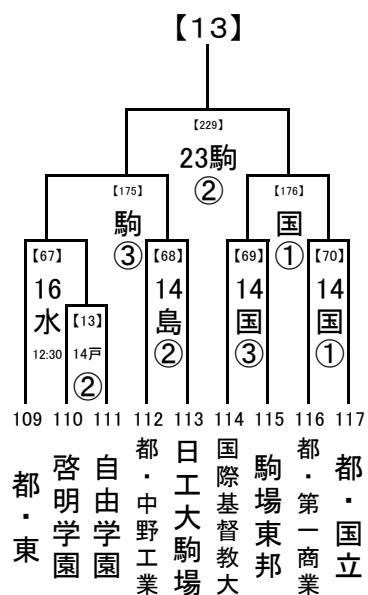 【13】
【229】
23駒
②
【175】
駒
③
【176】
国
①
【67】
16
水
12:30
【13】
14戸
②
【68】
14
島
②
【69】
14
国
③
【70】
14
国
①
109 110 111 112 113 114 115 116 117
都・東
啓明学園
自由学園
都・中野工業
日工大駒場
国際基督教大
駒場東邦
都・第一商業
都・国立